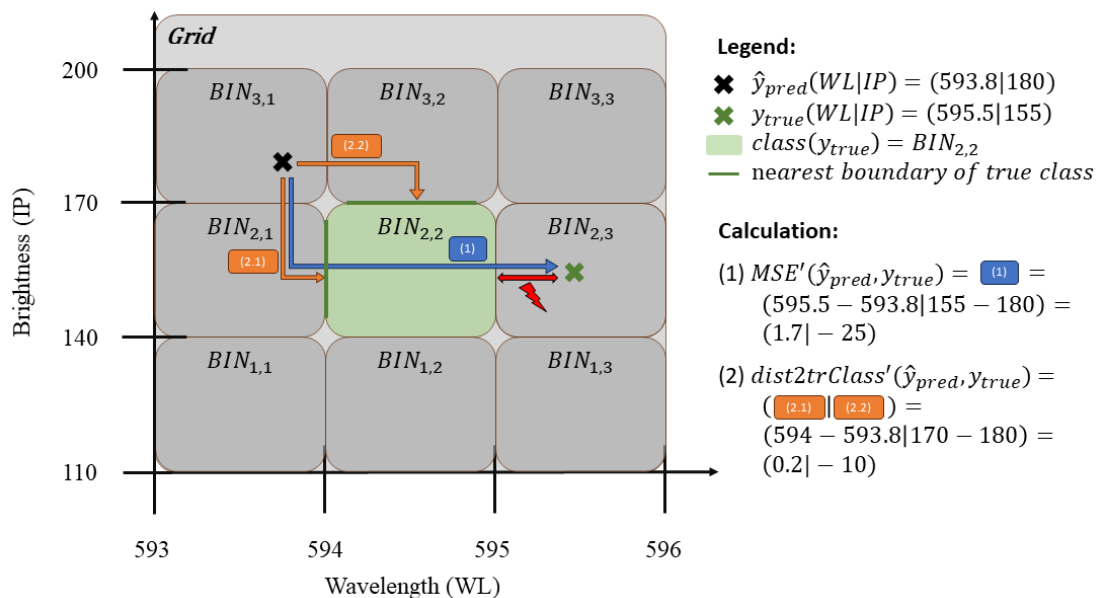 Grid
200
170
140
110
Brightness (IP)
BIN3,1
BIN3,2
BIN3,3
(2.2)
BIN2,1
BIN2,2
BIN2,3
(2.1)
(1)
BIN1,1
BIN1,2
BIN1,3
593
594
595
596
Wavelength (WL)
Legend:
ŷpred(WL|IP) = (593.8|180)
ytrue(WL|IP) = (595.5|155)
class(ytrue) = BIN2,2
nearest boundary of true class
Calculation:
(1) MSE′(ŷpred, ytrue) = (1) =
(595.5 − 593.8|155 − 180) =
(1.7| − 25)
(2) dist2trClass′(ŷpred, ytrue) =
( (2.1) | (2.2) ) =
(594 − 593.8|170 − 180) =
(0.2| − 10)